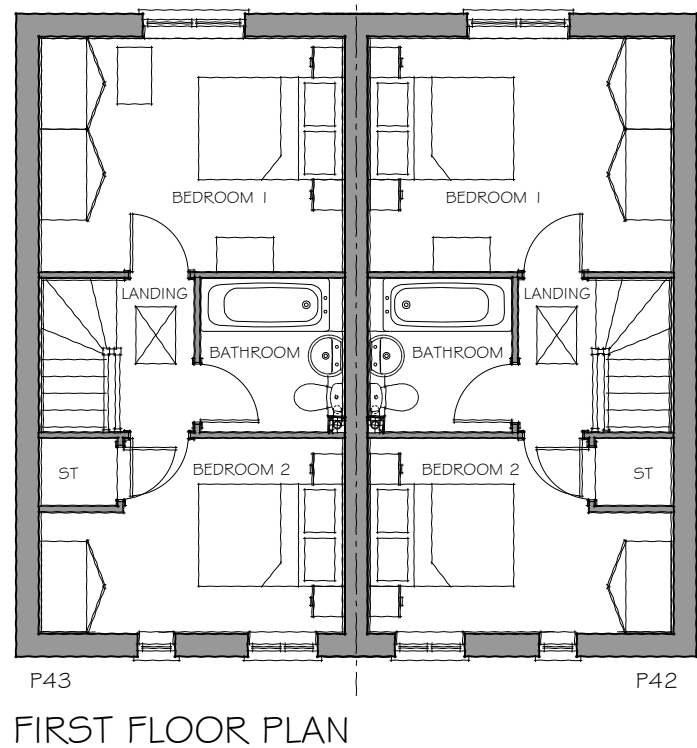 BEDROOM 1 BEDROOM 1
LANDING LANDING
BATHROOM BATHROOM
ST BEDROOM 2 BEDROOM 2 ST
P43 P42
FIRST FLOOR PLAN